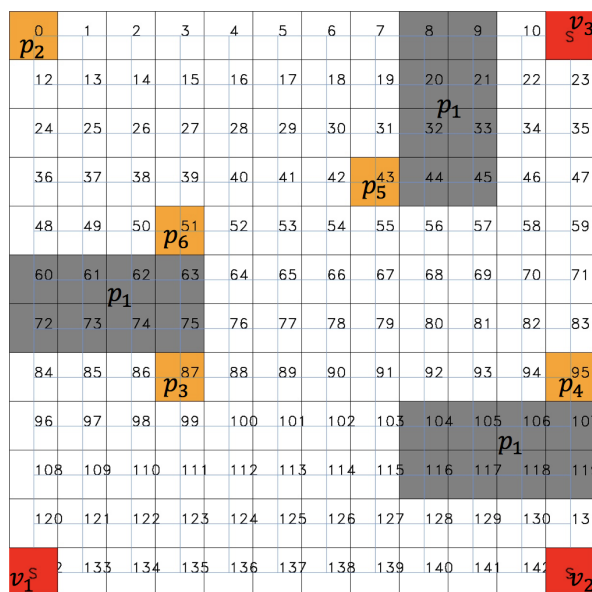 0 1 2 3 4 5 6 7 8 9 10 S v₃
p₂
12 13 14 15 16 17 18 19 20 21 22 23
p₁
24 25 26 27 28 29 30 31 32 33 34 35
36 37 38 39 40 41 42 43 44 45 46 47
p₅
48 49 50 51 52 53 54 55 56 57 58 59
p₆
60 61 62 63 64 65 66 67 68 69 70 71
p₁
72 73 74 75 76 77 78 79 80 81 82 83
84 85 86 87 88 89 90 91 92 93 94 95
p₃ p₄
96 97 98 99 100 101 102 103 104 105 106 107
p₁
108 109 110 111 112 113 114 115 116 117 118 119
120 121 122 123 124 125 126 127 128 129 130 13
v₁ S 2 133 134 135 136 137 138 139 140 141 142 S v₂